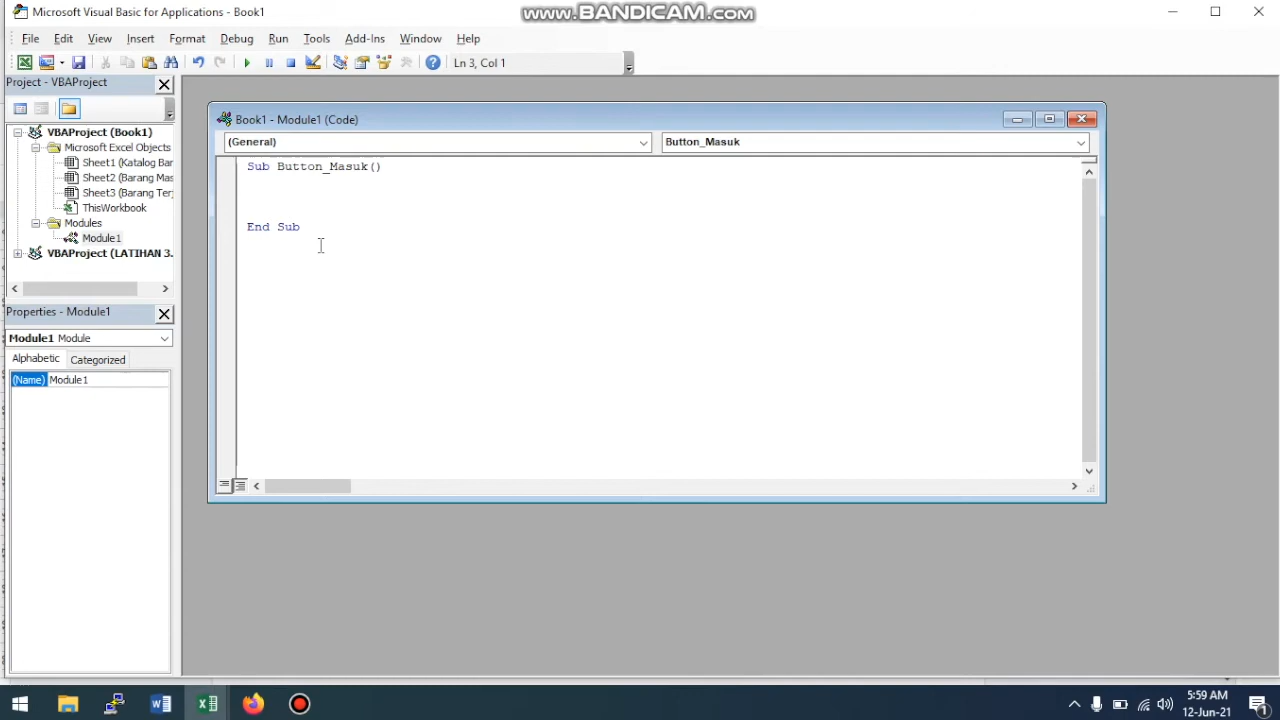 Microsoft Visual Basic for Applications - Book1
www.BANDICAM.com
File Edit View Insert Format Debug Run Tools Add-Ins Window Help
Ln 3, Col 1
Project - VBAProject
VBAProject (Book1)
Microsoft Excel Objects
Sheet1 (Katalog Bar
Sheet2 (Barang Mas
Sheet3 (Barang Terj
ThisWorkbook
Modules
Module1
VBAProject (LATIHAN 3.
Properties - Module1
Module1 Module
Alphabetic Categorized
(Name) Module1
Book1 - Module1 (Code)
(General) Button_Masuk
Sub Button_Masuk()
End Sub
5:59 AM
12-Jun-21
1